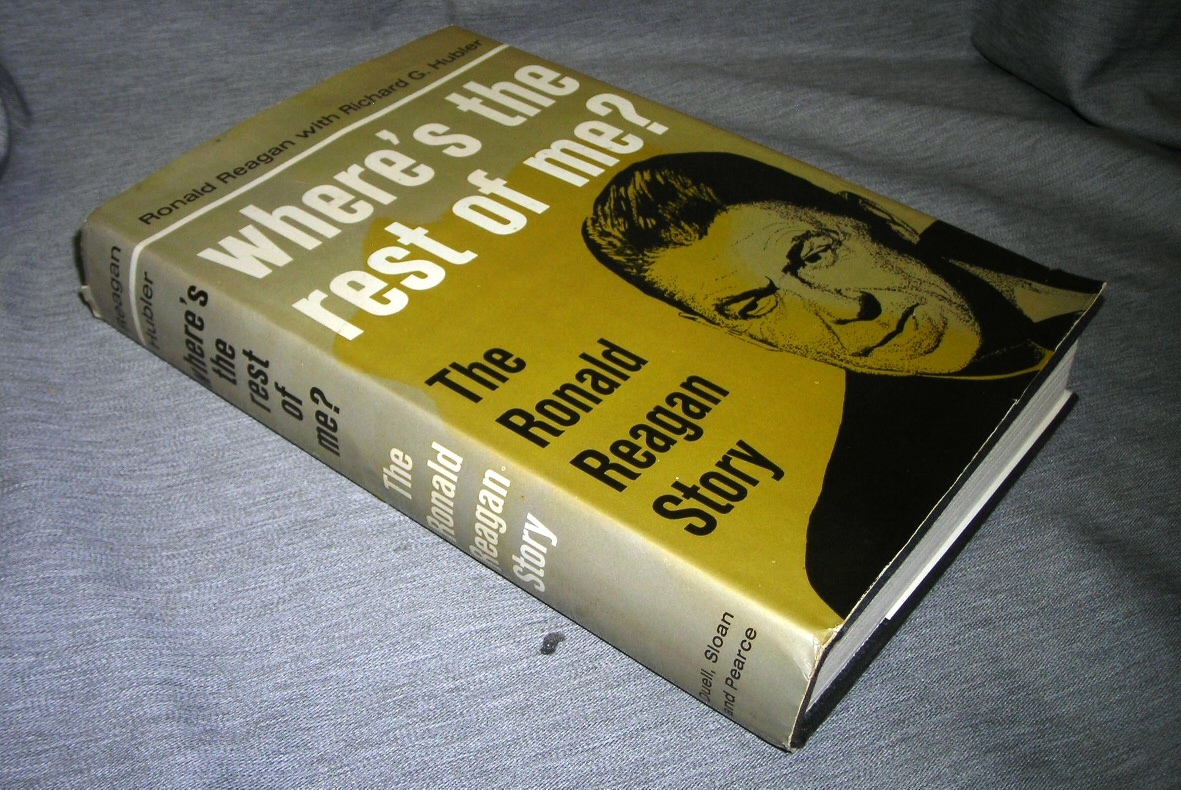 Ronald Reagan with Richard G. Hubler
where's the
rest of me?
The
Ronald
Reagan
Story
Reagan
Hubler
where's
the
rest
of
me?
The
Ronald
Reagan
Story
Duell, Sloan
and Pearce